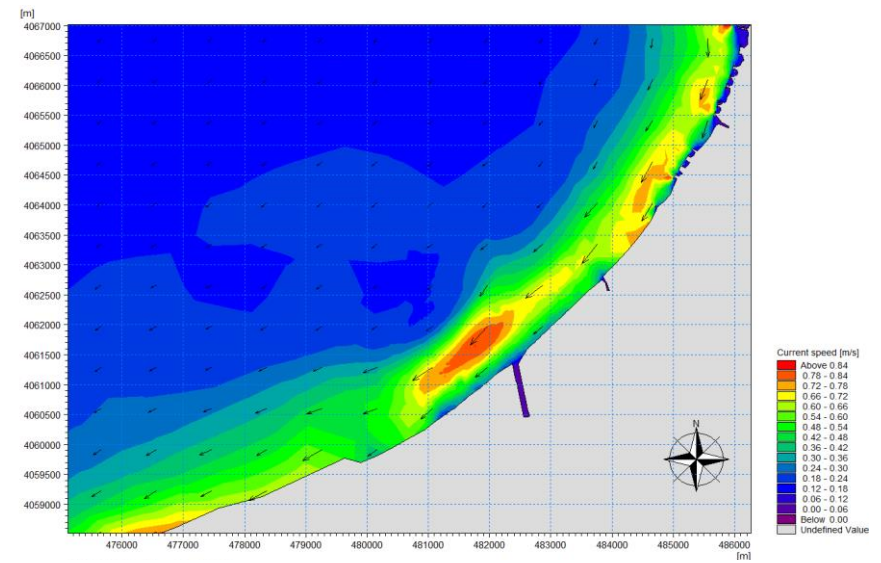 [m]
4067000
4066500
4066000
4065500
4065000
4064500
4064000
4063500
4063000
4062500
4062000
4061500
4061000
4060500
4060000
4059500
4059000
476000 477000 478000 479000 480000 481000 482000 483000 484000 485000 486000
[m]
N
Current speed [m/s]
Above 0.84
0.78 - 0.84
0.72 - 0.78
0.66 - 0.72
0.60 - 0.66
0.54 - 0.60
0.48 - 0.54
0.42 - 0.48
0.36 - 0.42
0.30 - 0.36
0.24 - 0.30
0.18 - 0.24
0.12 - 0.18
0.06 - 0.12
0.00 - 0.06
Below 0.00
Undefined Value